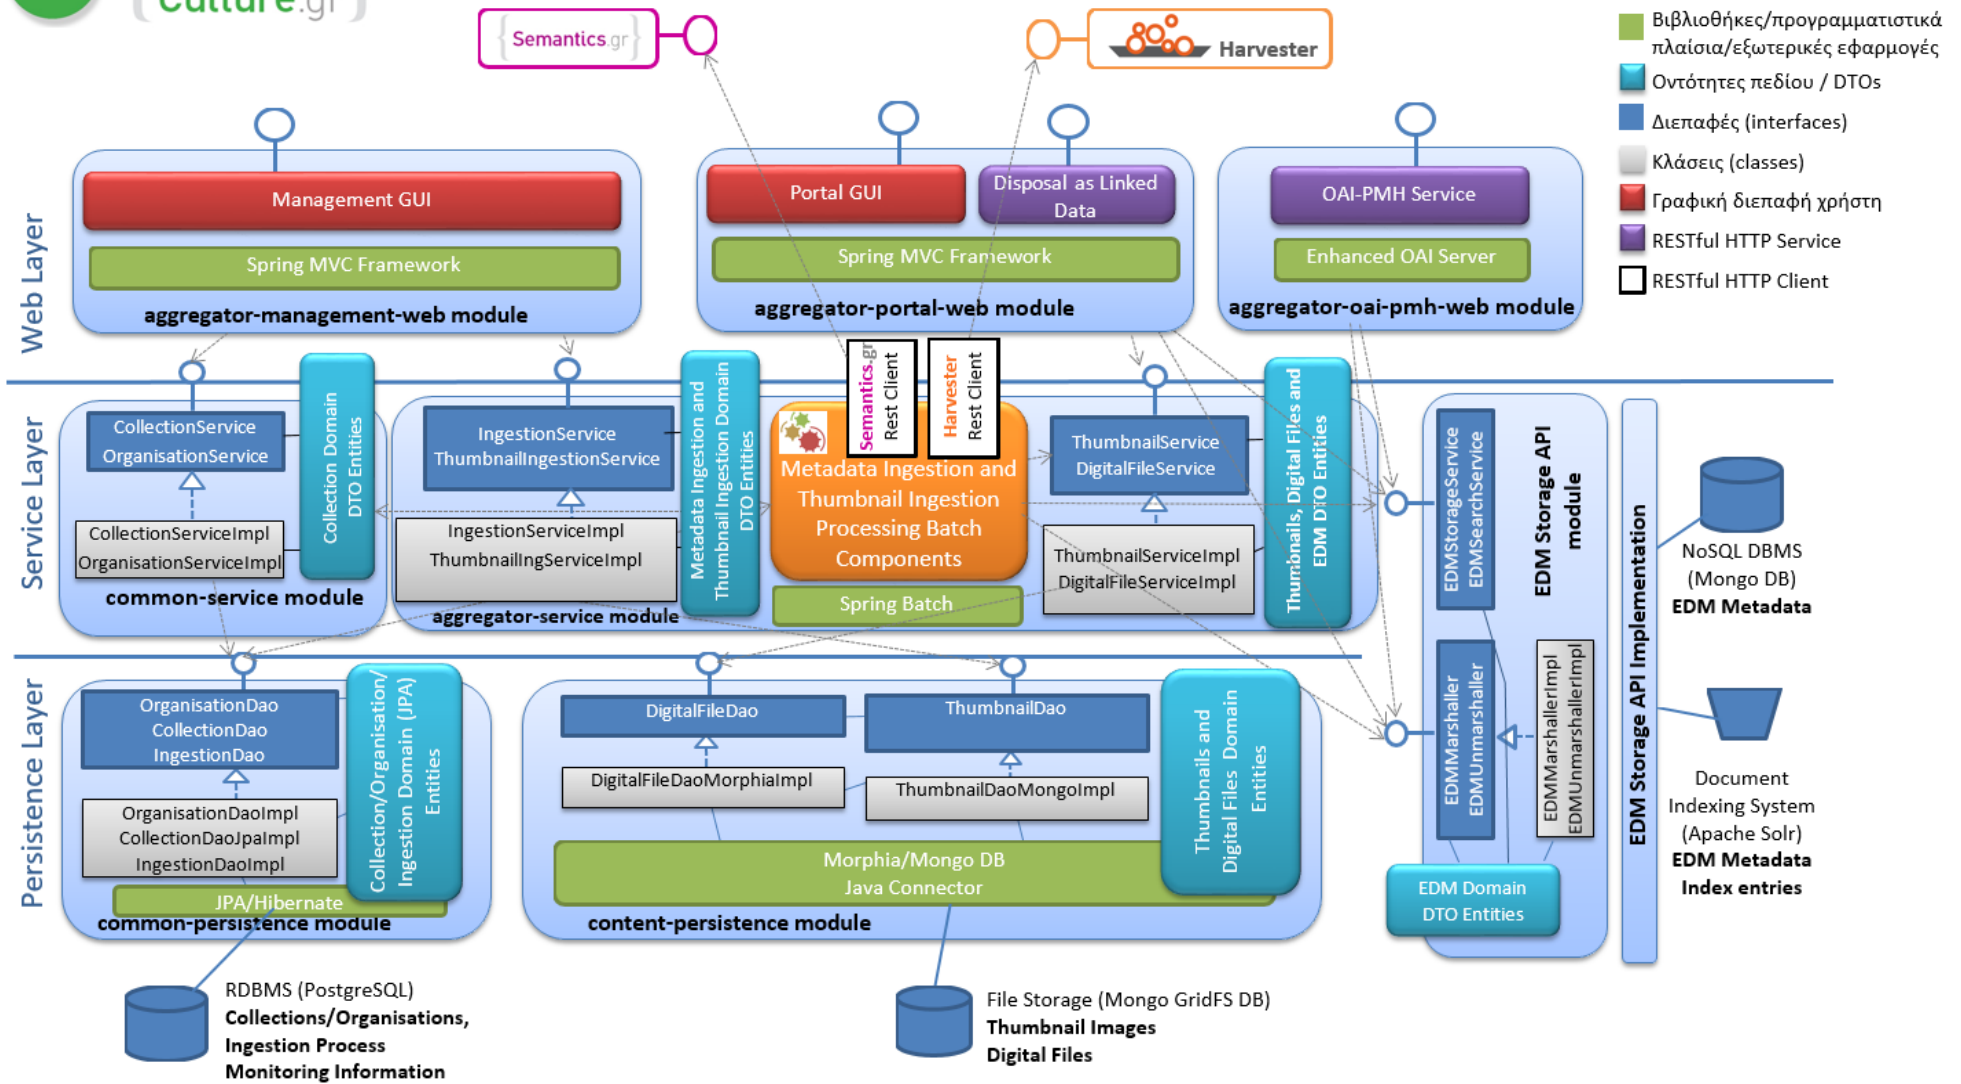 { Culture.gr }
{ Semantics.gr }
Harvester
Βιβλιοθήκες/προγραμματιστικά
πλαίσια/εξωτερικές εφαρμογές
Οντότητες πεδίου / DTOs
Διεπαφές (interfaces)
Κλάσεις (classes)
Γραφική διεπαφή χρήστη
RESTful HTTP Service
RESTful HTTP Client
Web Layer
Management GUI
Spring MVC Framework
aggregator-management-web module
Portal GUI
Disposal as Linked
Data
Spring MVC Framework
aggregator-portal-web module
OAI-PMH Service
Enhanced OAI Server
aggregator-oai-pmh-web module
Service Layer
CollectionService
OrganisationService
CollectionServiceImpl
OrganisationServiceImpl
common-service module
Collection Domain
DTO Entities
IngestionService
ThumbnailIngestionService
IngestionServiceImpl
ThumbnailIngServiceImpl
aggregator-service module
Metadata Ingestion and
Thumbnail Ingestion Domain
DTO Entities
Semantics.gr
Rest Client
Harvester
Rest Client
Metadata Ingestion and
Thumbnail Ingestion
Processing Batch
Components
Spring Batch
ThumbnailService
DigitalFileService
ThumbnailServiceImpl
DigitalFileServiceImpl
Thumbnails, Digital Files and
EDM DTO Entities
EDMStorageService
EDMSearchService
EDM Storage API
module
EDMMarshaller
EDMUnmarshaller
EDMMarshallerImpl
EDMUnmarshallerImpl
EDM Domain
DTO Entities
EDM Storage API Implementation
NoSQL DBMS
(Mongo DB)
EDM Metadata
Document
Indexing System
(Apache Solr)
EDM Metadata
Index entries
Persistence Layer
OrganisationDao
CollectionDao
IngestionDao
OrganisationDaoImpl
CollectionDaoJpaImpl
IngestionDaoImpl
JPA/Hibernate
common-persistence module
Collection/Organisation/
Ingestion Domain (JPA)
Entities
DigitalFileDao
ThumbnailDao
DigitalFileDaoMorphiaImpl
ThumbnailDaoMongoImpl
Morphia/Mongo DB
Java Connector
content-persistence module
Thumbnails and
Digital Files Domain
Entities
RDBMS (PostgreSQL)
Collections/Organisations,
Ingestion Process
Monitoring Information
File Storage (Mongo GridFS DB)
Thumbnail Images
Digital Files